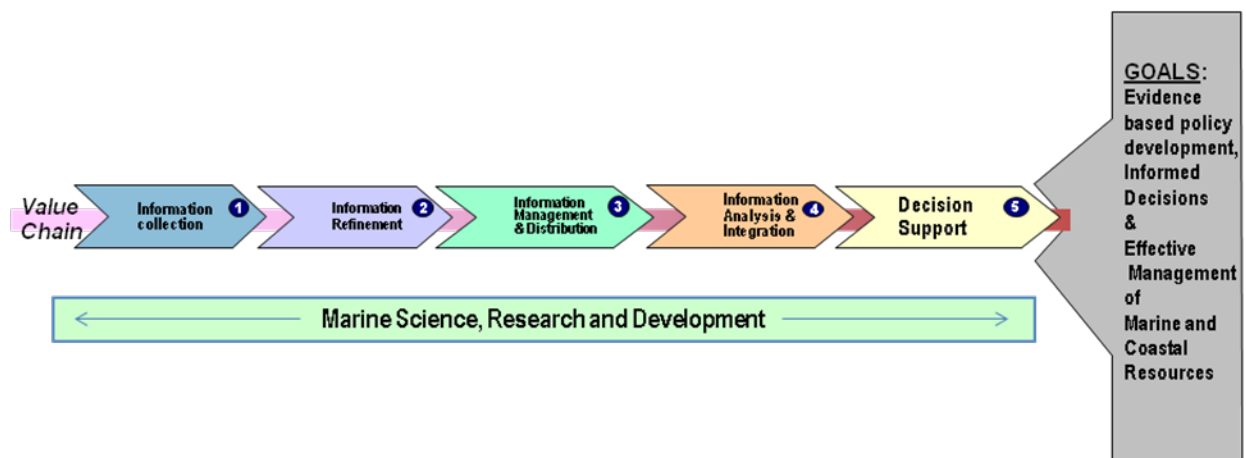 Value
Chain
Information
collection
1
Information
Refinement
2
Information
Management
& Distribution
3
Information
Analysis &
Integration
4
Decision
Support
5
Marine Science, Research and Development
GOALS:
Evidence
based policy
development,
Informed
Decisions
&
Effective
Management
of
Marine and
Coastal
Resources